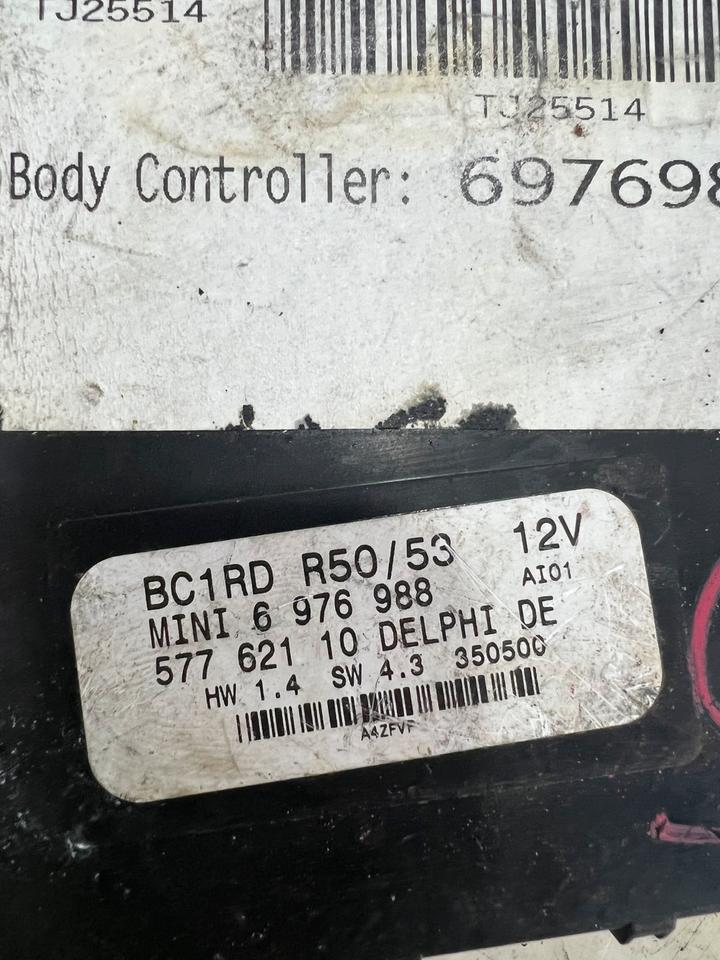 TJ25514
TJ25514
Body Controller: 69769
BC1RD R50/53 12V
MINI 6 976 988 AI01
577 621 10 DELPHI DE
HW 1.4 SW 4.3 350500
A4ZFVF